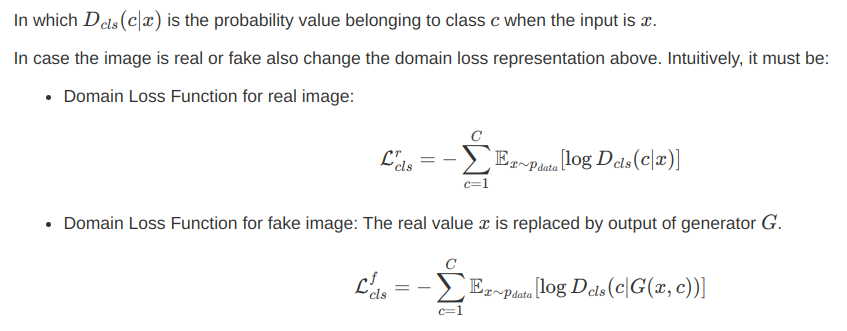 In which $D_{cls}(c|x)$ is the probability value belonging to class $c$ when the input is $x$.
In case the image is real or fake also change the domain loss representation above. Intuitively, it must be:
• Domain Loss Function for real image:
$$\mathcal{L}^r_{cls} = -\sum_{c=1}^{C} \mathbb{E}_{x \sim p_{data}}[\log D_{cls}(c|x)]$$
• Domain Loss Function for fake image: The real value $x$ is replaced by output of generator $G$.
$$\mathcal{L}^f_{cls} = -\sum_{c=1}^{C} \mathbb{E}_{x \sim p_{data}}[\log D_{cls}(c|G(x, c))]$$